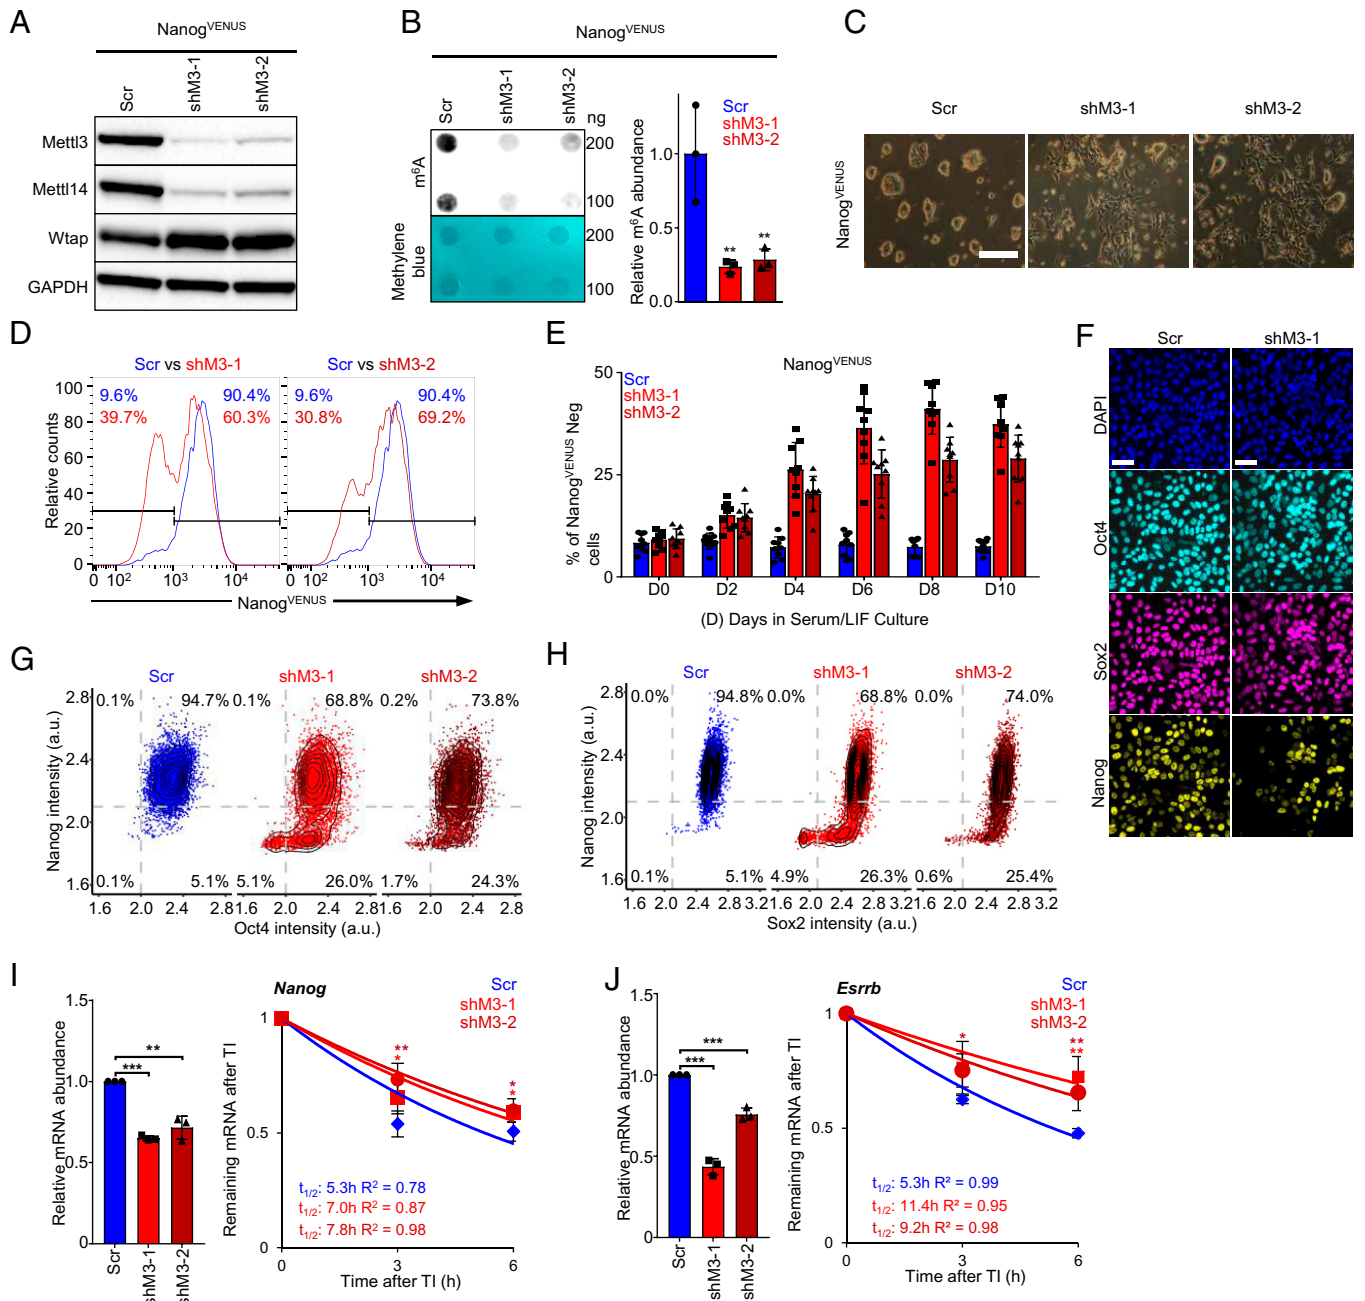 A
Nanog^VENUS
Scr
shM3-1
shM3-2
Mettl3
Mettl14
Wtap
GAPDH
B
Nanog^VENUS
Scr
shM3-1
shM3-2
ng
m⁶A
200
100
Methylene blue
200
100
Relative m⁶A abundance
1.0
0.5
0.0
Scr
shM3-1
shM3-2
**
**
C
Scr
shM3-1
shM3-2
Nanog^VENUS
D
Scr vs shM3-1
Scr vs shM3-2
Relative counts
100
80
60
40
20
0
9.6%
90.4%
39.7%
60.3%
9.6%
90.4%
30.8%
69.2%
0 10² 10³ 10⁴
0 10² 10³ 10⁴
Nanog^VENUS
E
Nanog^VENUS
% of Nanog^VENUS Neg
cells
50
25
0
Scr
shM3-1
shM3-2
D0 D2 D4 D6 D8 D10
(D) Days in Serum/LIF Culture
F
Scr
shM3-1
DAPI
Oct4
Sox2
Nanog
G
Scr
shM3-1
shM3-2
Nanog intensity (a.u.)
2.8
2.4
2.0
1.6
0.1% 94.7%
0.1% 68.8%
0.2% 73.8%
0.1% 5.1%
5.1% 26.0%
1.7% 24.3%
1.6 2.0 2.4 2.8
1.6 2.0 2.4 2.8
2.0 2.4 2.8
Oct4 intensity (a.u.)
H
Scr
shM3-1
shM3-2
Nanog intensity (a.u.)
2.8
2.4
2.0
1.6
0.0% 94.8%
0.0% 68.8%
0.0% 74.0%
0.1% 5.1%
4.9% 26.3%
0.6% 25.4%
1.6 2.0 2.4 2.8 3.2
1.6 2.0 2.4 2.8 3.2
1.6 2.0 2.4 2.8 3.2
Sox2 intensity (a.u.)
I
Relative mRNA abundance
1.5
1.0
0.5
0
**
***
Scr
shM3-1
shM3-2
Nanog
Scr
shM3-1
shM3-2
Remaining mRNA after TI
1
0.5
0
**
*
*
*
t1/2: 5.3h R² = 0.78
t1/2: 7.0h R² = 0.87
t1/2: 7.8h R² = 0.98
0 3 6
Time after TI (h)
J
Relative mRNA abundance
1.5
1.0
0.5
0
***
***
Scr
shM3-1
shM3-2
Esrrb
Scr
shM3-1
shM3-2
Remaining mRNA after TI
1
0.5
0
*
**
**
t1/2: 5.3h R² = 0.99
t1/2: 11.4h R² = 0.95
t1/2: 9.2h R² = 0.98
0 3 6
Time after TI (h)